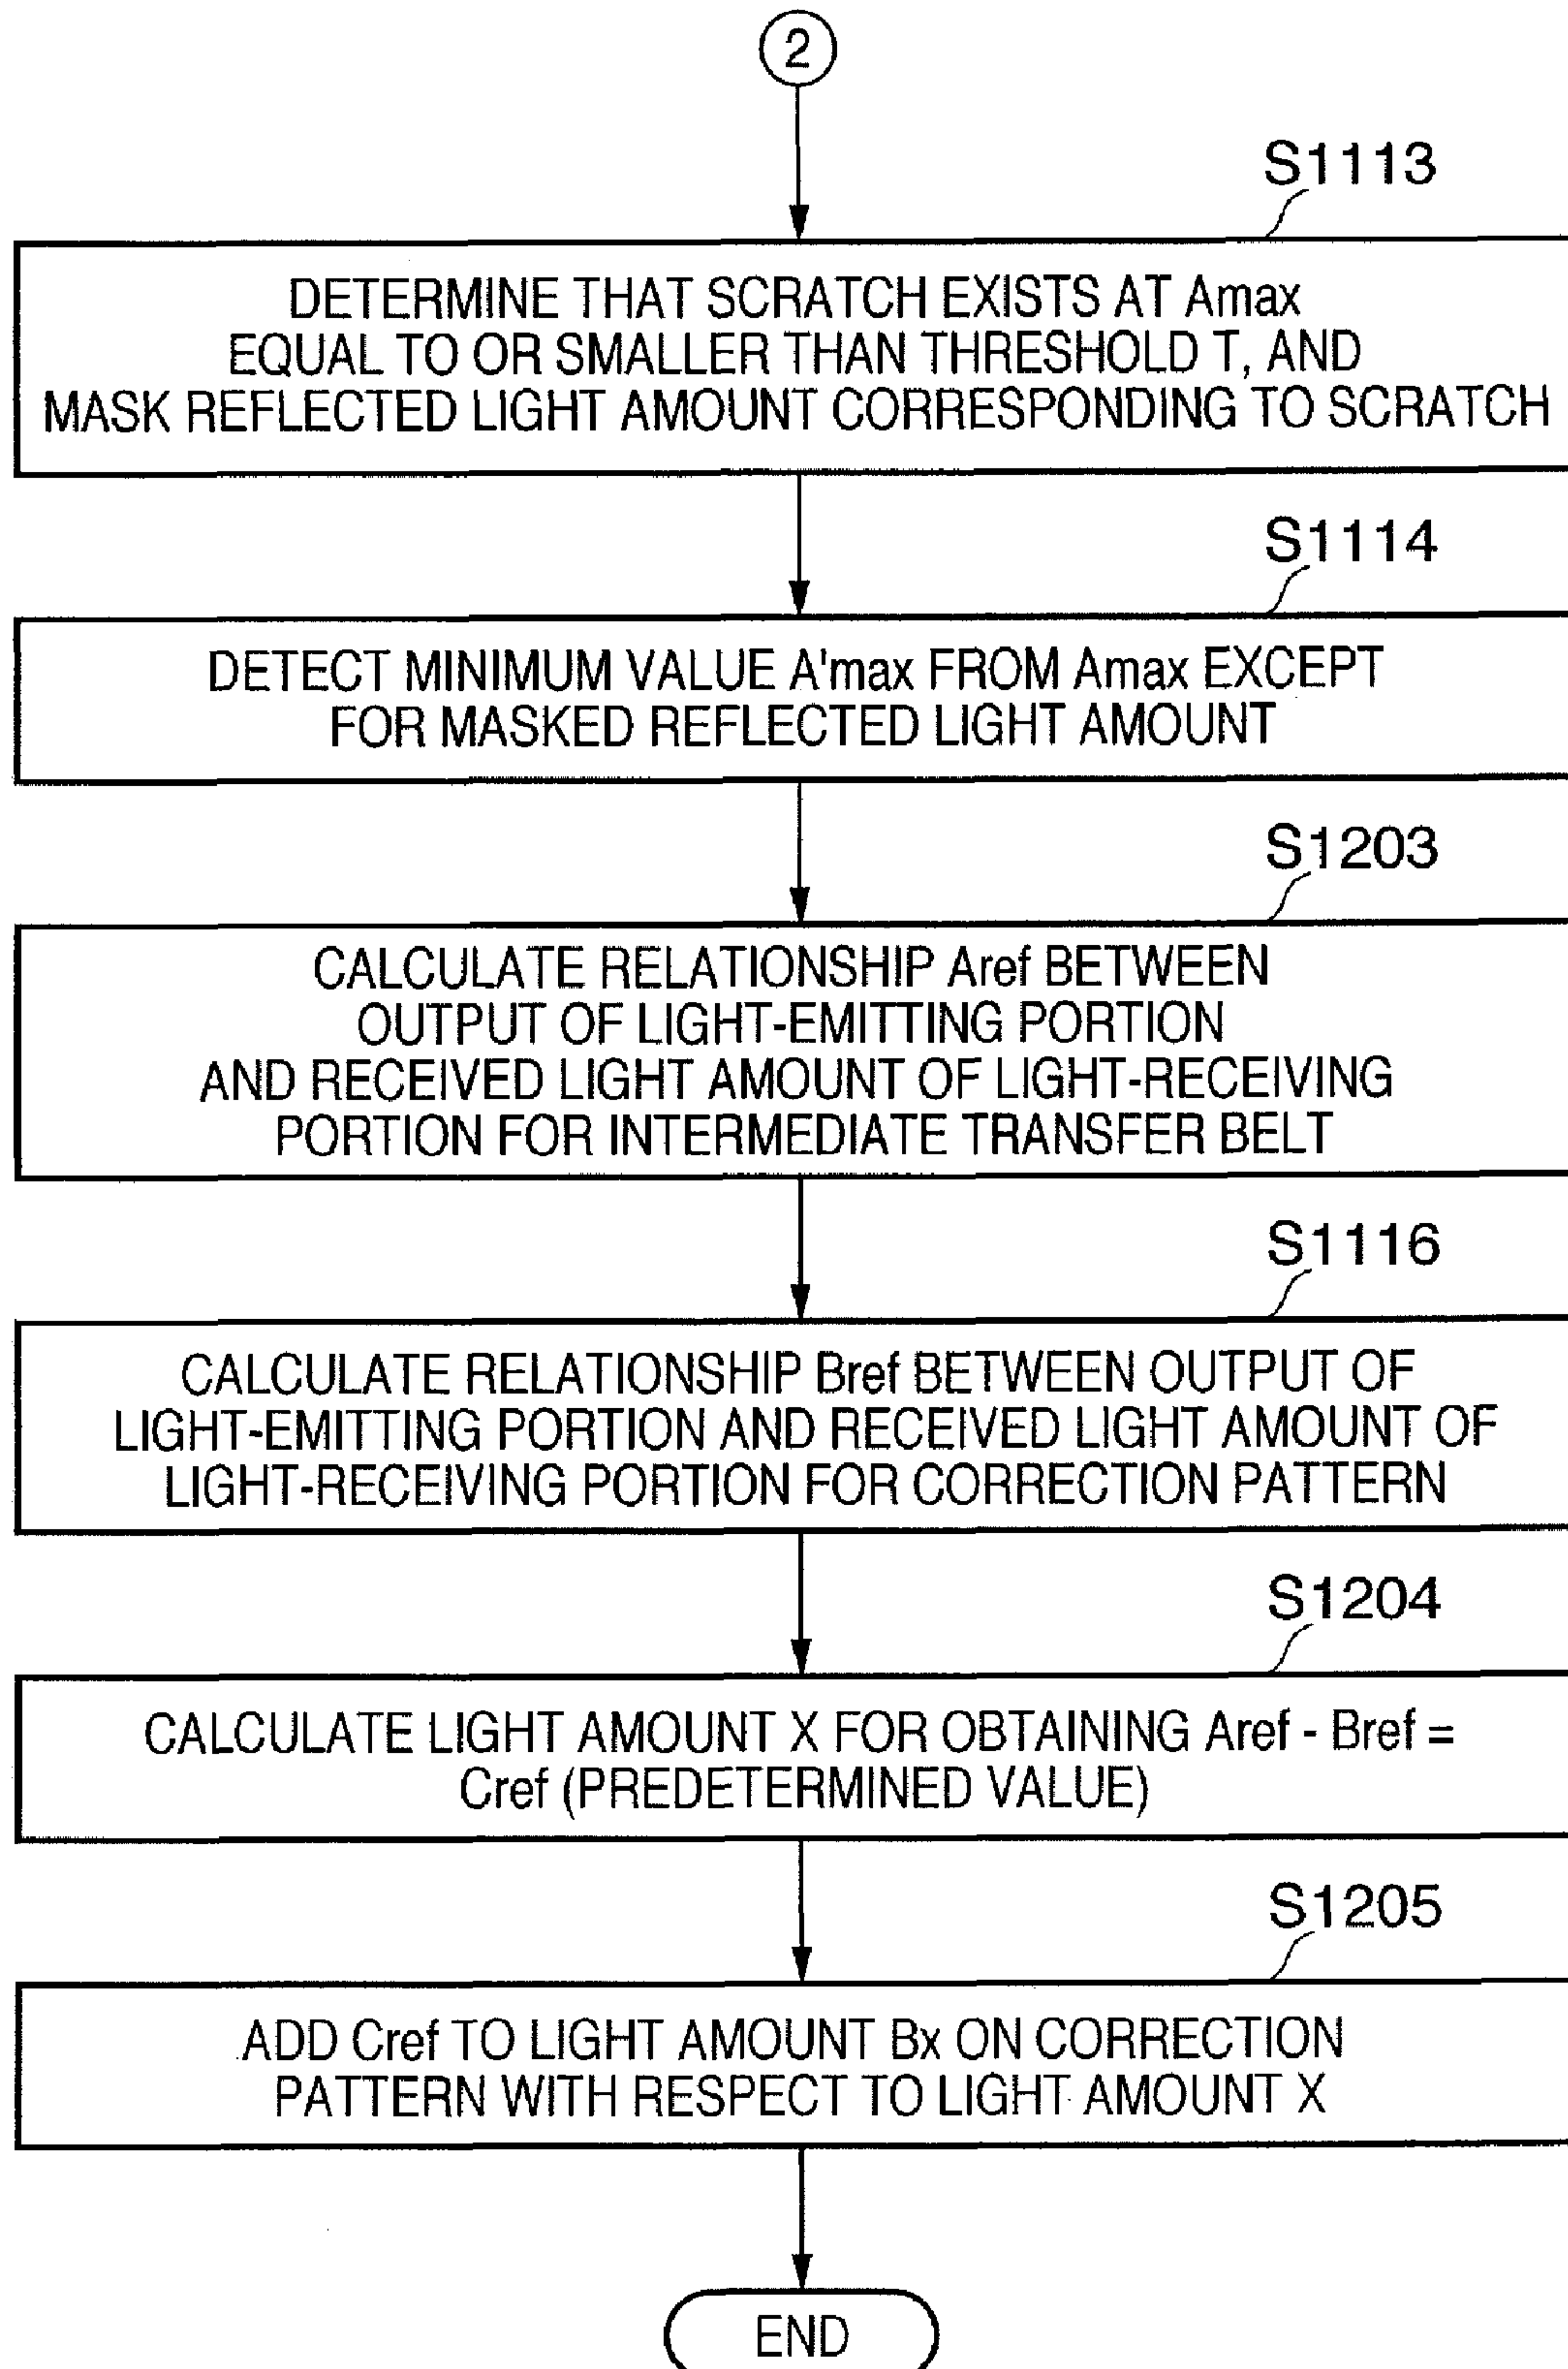 2
S1113
DETERMINE THAT SCRATCH EXISTS AT Amax
EQUAL TO OR SMALLER THAN THRESHOLD T, AND
MASK REFLECTED LIGHT AMOUNT CORRESPONDING TO SCRATCH
S1114
DETECT MINIMUM VALUE A'max FROM Amax EXCEPT
FOR MASKED REFLECTED LIGHT AMOUNT
S1203
CALCULATE RELATIONSHIP Aref BETWEEN
OUTPUT OF LIGHT-EMITTING PORTION
AND RECEIVED LIGHT AMOUNT OF LIGHT-RECEIVING
PORTION FOR INTERMEDIATE TRANSFER BELT
S1116
CALCULATE RELATIONSHIP Bref BETWEEN OUTPUT OF
LIGHT-EMITTING PORTION AND RECEIVED LIGHT AMOUNT OF
LIGHT-RECEIVING PORTION FOR CORRECTION PATTERN
S1204
CALCULATE LIGHT AMOUNT X FOR OBTAINING Aref - Bref =
Cref (PREDETERMINED VALUE)
S1205
ADD Cref TO LIGHT AMOUNT Bx ON CORRECTION
PATTERN WITH RESPECT TO LIGHT AMOUNT X
END